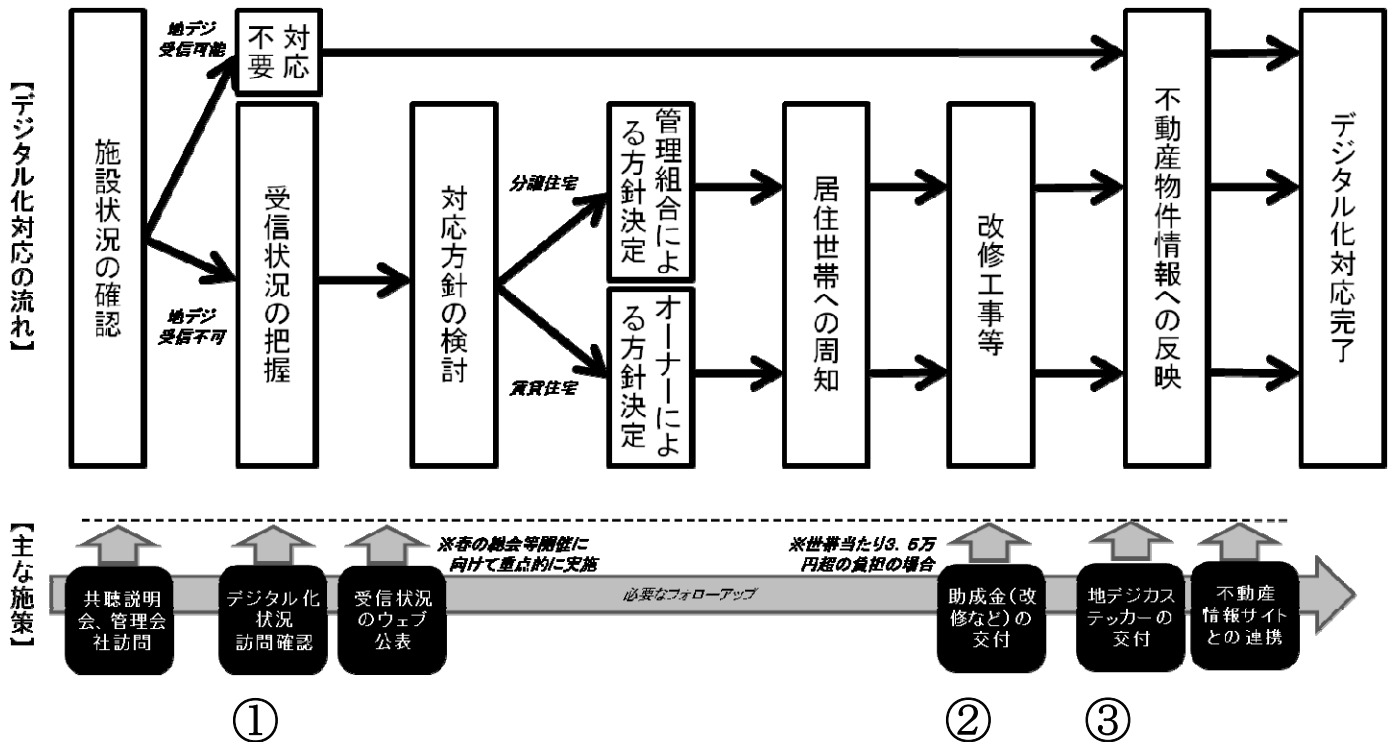 【デジタル化対応の流れ】
施設状況の確認
地デジ
受信可能
地デジ
受信不可
対応
不要
受信状況の把握
対応方針の検討
分譲住宅
賃貸住宅
管理組合によ
る方針決定
オーナーによ
る方針決定
居住世帯への周知
改修工事等
不動産物件情報への反映
デジタル化対応完了
【主な施策】
※春の総会等開催に
向けて重点的に実施
※世帯当たり3.5万
円超の負担の場合
必要なフォローアップ
共聴説明
会、管理会
社訪問
デジタル化
状況
訪問確認
受信状況
のウェブ
公表
助成金(改
修など)の
交付
地デジカス
テッカーの
交付
不動産
情報サイト
との連携
①
②
③